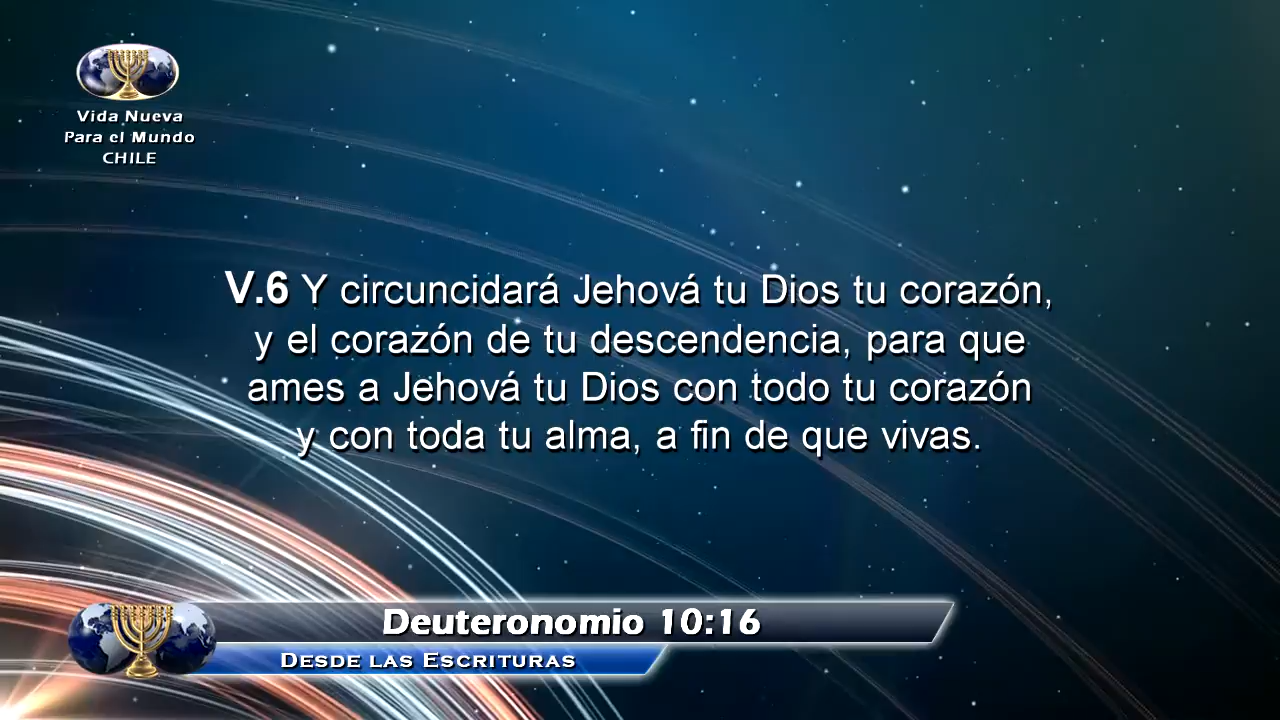 Vida Nueva
Para el Mundo
CHILE
V.6 Y circuncidará Jehová tu Dios tu corazón,
y el corazón de tu descendencia, para que
ames a Jehová tu Dios con todo tu corazón
y con toda tu alma, a fin de que vivas.
Deuteronomio 10:16
Desde las Escrituras